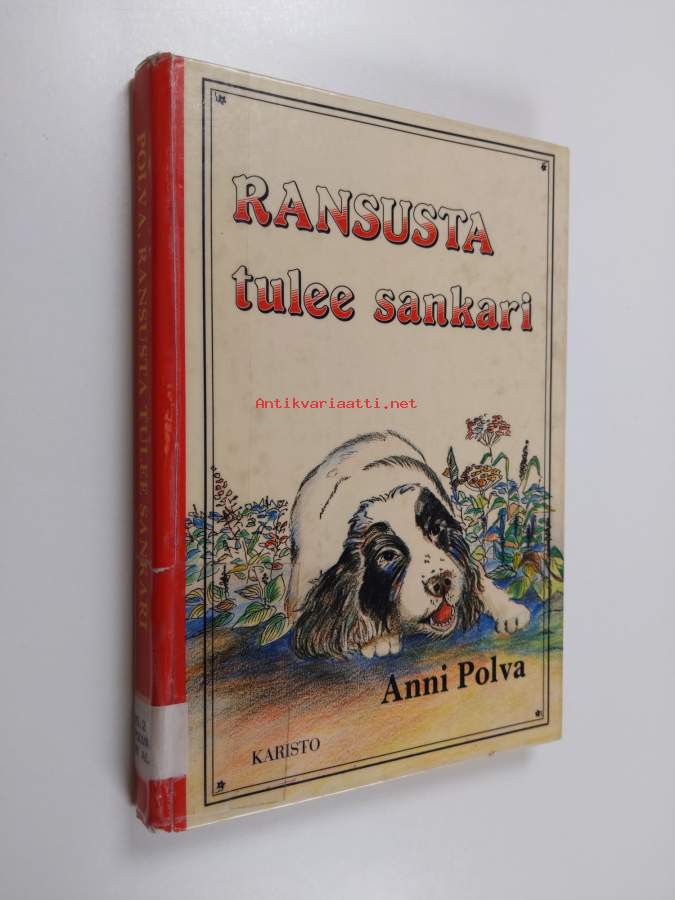 RANSUSTA
tulee sankari
Antikvariaatti.net
Anni Polva
KARISTO
POLVA: RANSUSTA TULEE SANKARI